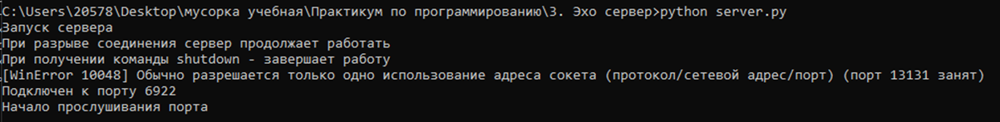 C:\Users\20578\Desktop\мусорка учебная\Практикум по программированию\3. Эхо сервер>python server.py
Запуск сервера
При разрыве соединения сервер продолжает работать
При получении команды shutdown - завершает работу
[WinError 10048] Обычно разрешается только одно использование адреса сокета (протокол/сетевой адрес/порт) (порт 13131 занят)
Подключен к порту 6922
Начало прослушивания порта